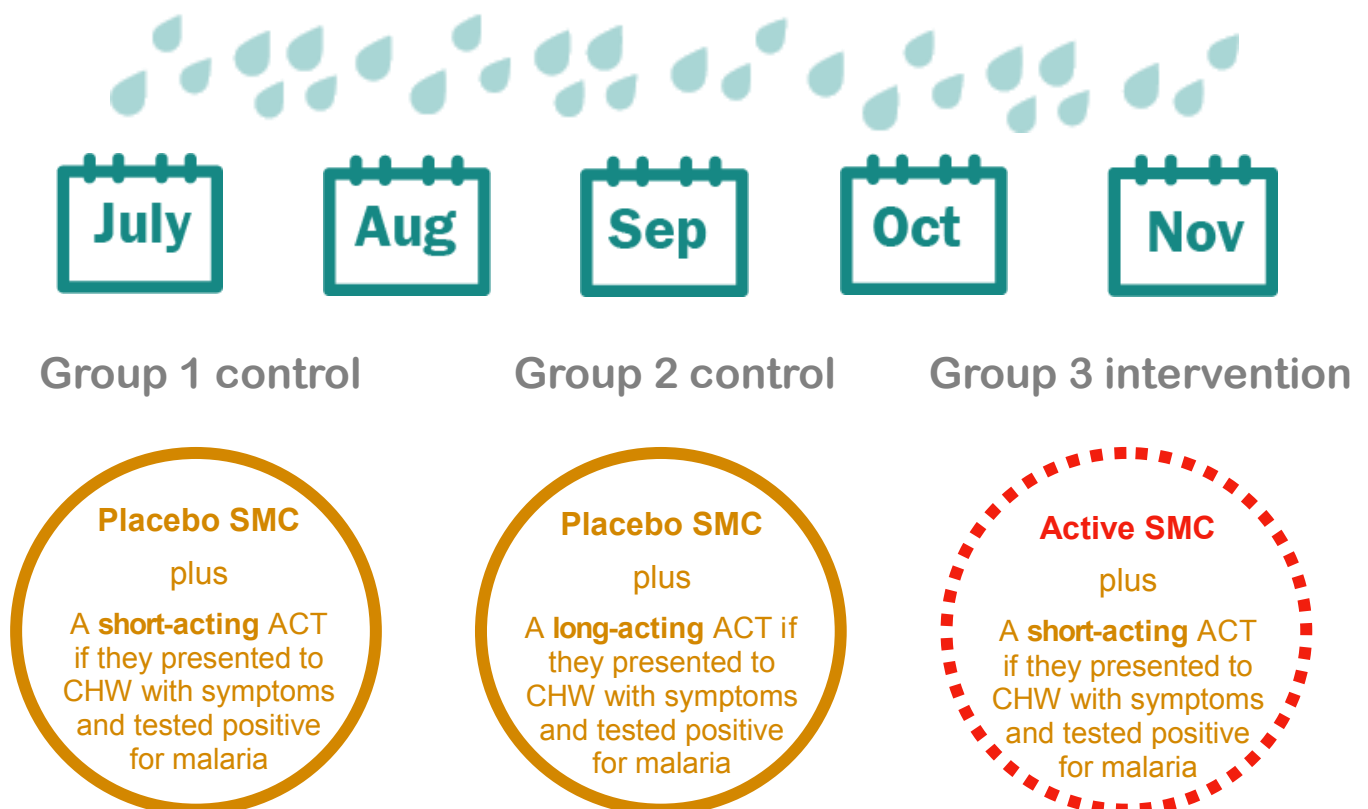 July
Aug
Sep
Oct
Nov
Group 1 control
Group 2 control
Group 3 intervention
Placebo SMC
plus
A short-acting ACT
if they presented to
CHW with symptoms
and tested positive
for malaria
Placebo SMC
plus
A long-acting ACT if
they presented to
CHW with symptoms
and tested positive
for malaria
Active SMC
plus
A short-acting ACT
if they presented to
CHW with symptoms
and tested positive
for malaria